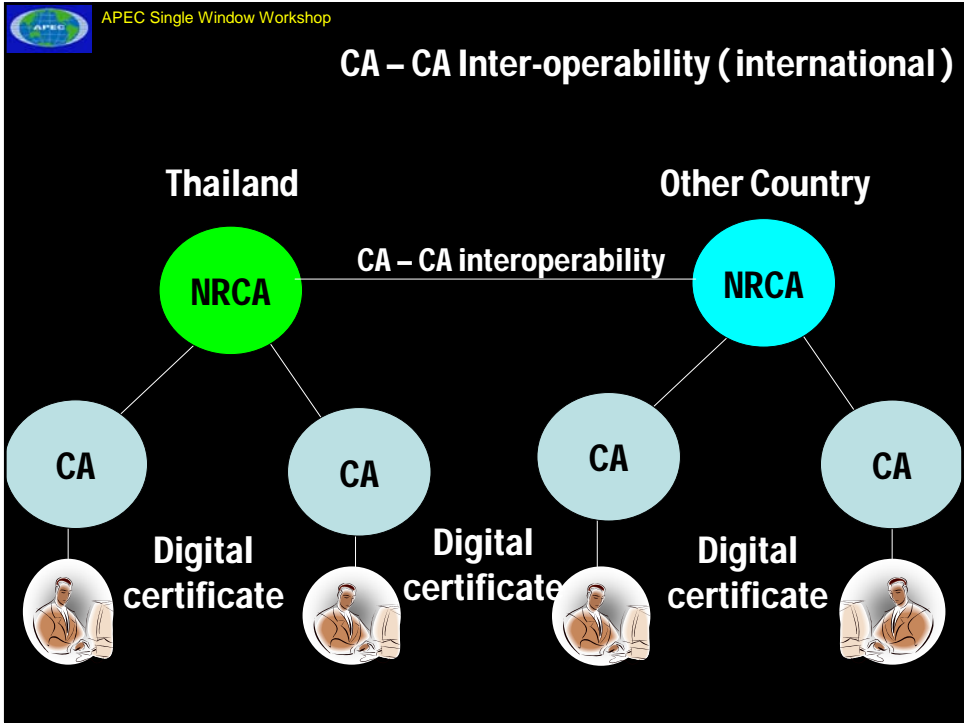 APEC
APEC Single Window Workshop
CA – CA Inter-operability ( international )
Thailand
Other Country
CA – CA interoperability
NRCA
NRCA
CA
CA
CA
CA
Digital
certificate
Digital
certificate
Digital
certificate